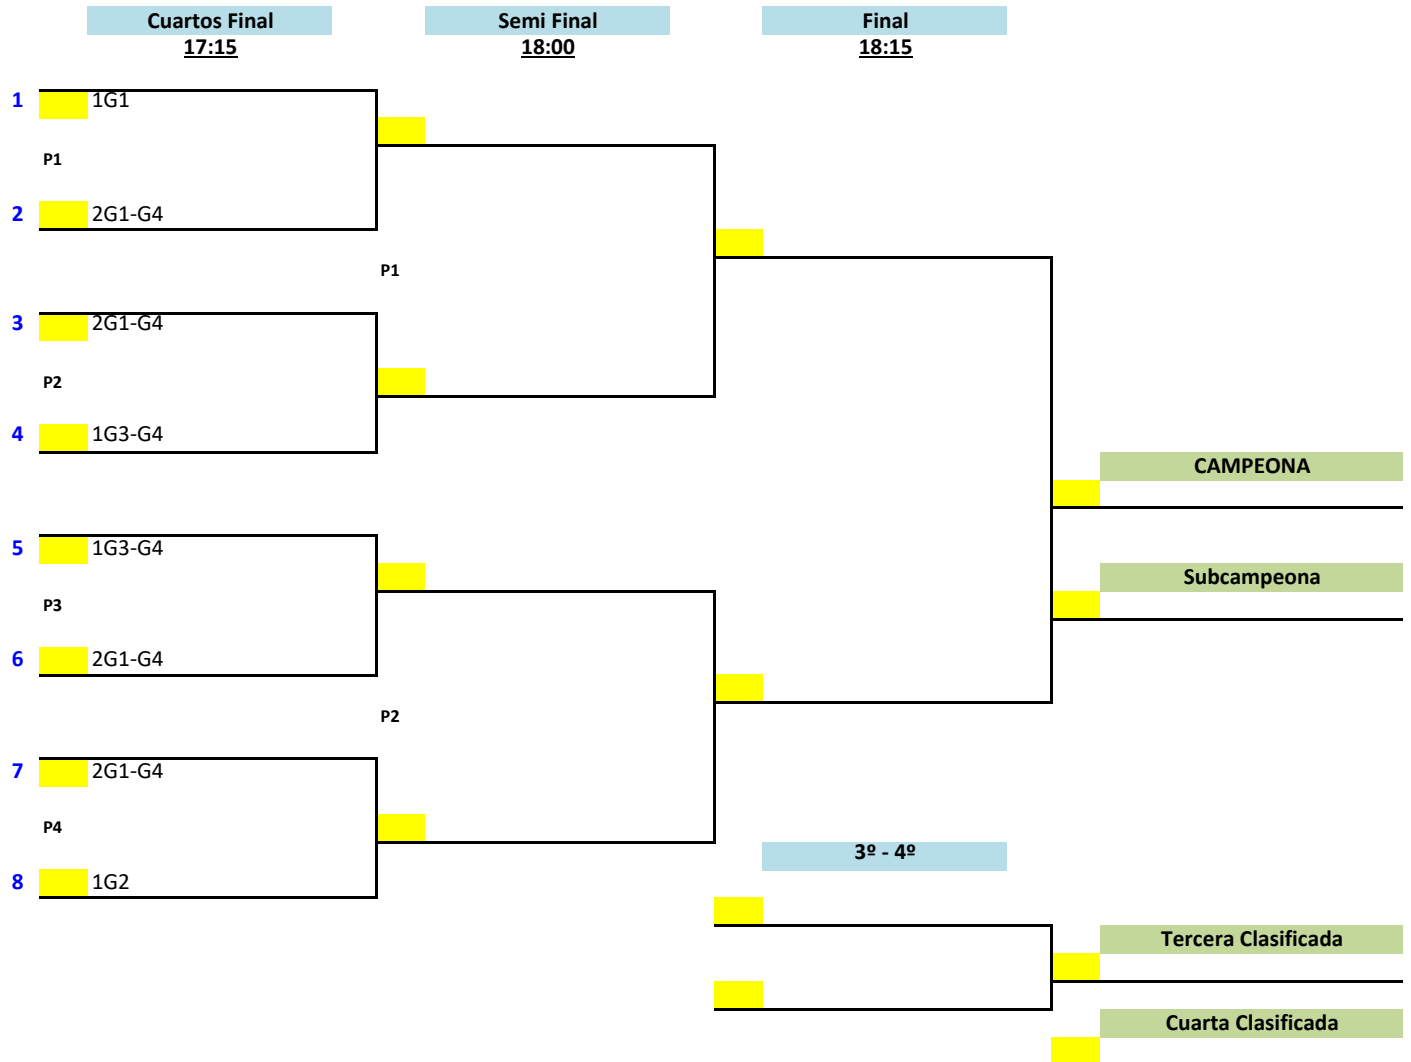 Cuartos Final Semi Final Final
17:15 18:00 18:15
1 1G1
P1
2 2G1-G4
P1
3 2G1-G4
P2
4 1G3-G4
CAMPEONA
5 1G3-G4
Subcampeona
P3
6 2G1-G4
P2
7 2G1-G4
P4
3º - 4º
8 1G2
Tercera Clasificada
Cuarta Clasificada